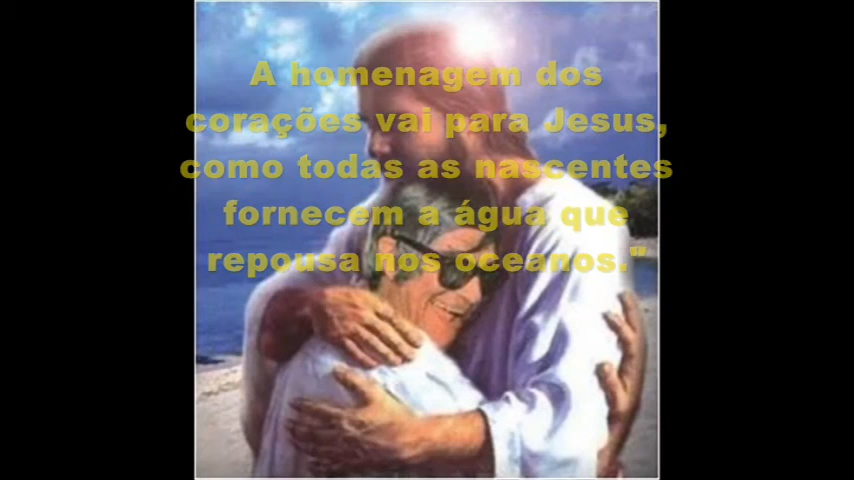 A homenagem dos
corações vai para Jesus,
como todas as nascentes
fornecem a água que
repousa nos oceanos."